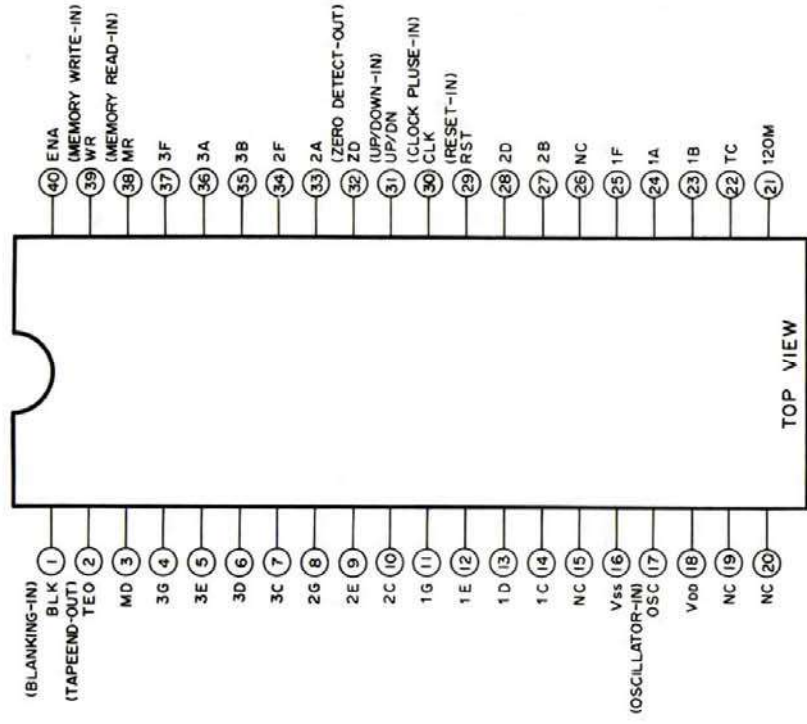 (BLANKING-IN)
BLK 1
TEO 2
(TAPEEND-OUT)
MD 3
3G 4
3E 5
3D 6
3C 7
2G 8
2E 9
2C 10
1G 11
1E 12
1D 13
1C 14
NC 15
Vss 16
(OSCILLATOR-IN)
OSC 17
VDD 18
NC 19
NC 20
40 ENA
(MEMORY WRITE-IN)
39 WR
(MEMORY READ-IN)
38 MR
37 3F
36 3A
35 3B
34 2F
33 2A
(ZERO DETECT-OUT)
32 ZD
(UP/DOWN-IN)
31 UP/DN
(CLOCK PLUSE-IN)
30 CLK
(RESET-IN)
29 RST
28 2D
27 2B
26 NC
25 1F
24 1A
23 1B
22 TC
21 120M
TOP VIEW